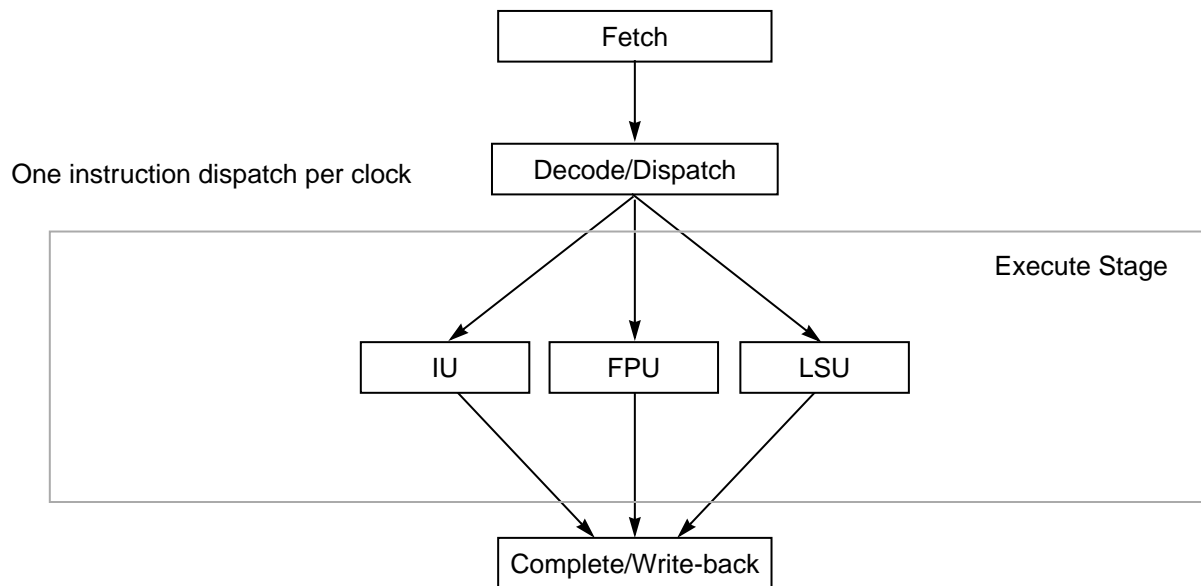 Fetch
One instruction dispatch per clock
Decode/Dispatch
Execute Stage
IU
FPU
LSU
Complete/Write-back